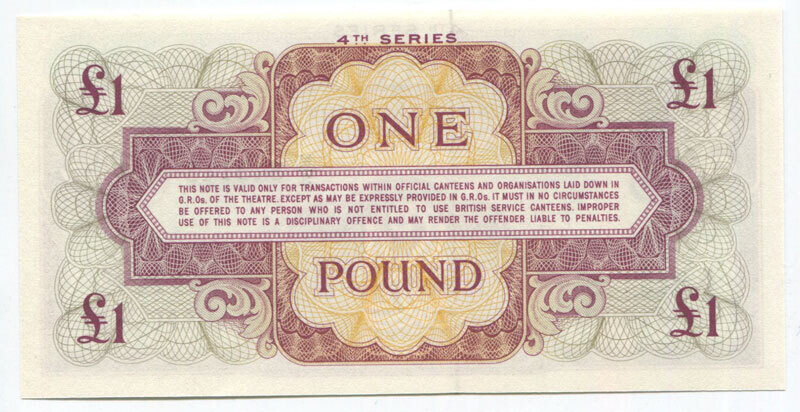 4TH SERIES
£1 £1
ONE
THIS NOTE IS VALID ONLY FOR TRANSACTIONS WITHIN OFFICIAL CANTEENS AND ORGANISATIONS LAID DOWN IN
G.R.Os. OF THE THEATRE. EXCEPT AS MAY BE EXPRESSLY PROVIDED IN G.R.Os. IT MUST IN NO CIRCUMSTANCES
BE OFFERED TO ANY PERSON WHO IS NOT ENTITLED TO USE BRITISH SERVICE CANTEENS. IMPROPER
USE OF THIS NOTE IS A DISCIPLINARY OFFENCE AND MAY RENDER THE OFFENDER LIABLE TO PENALTIES.
POUND
£1 £1